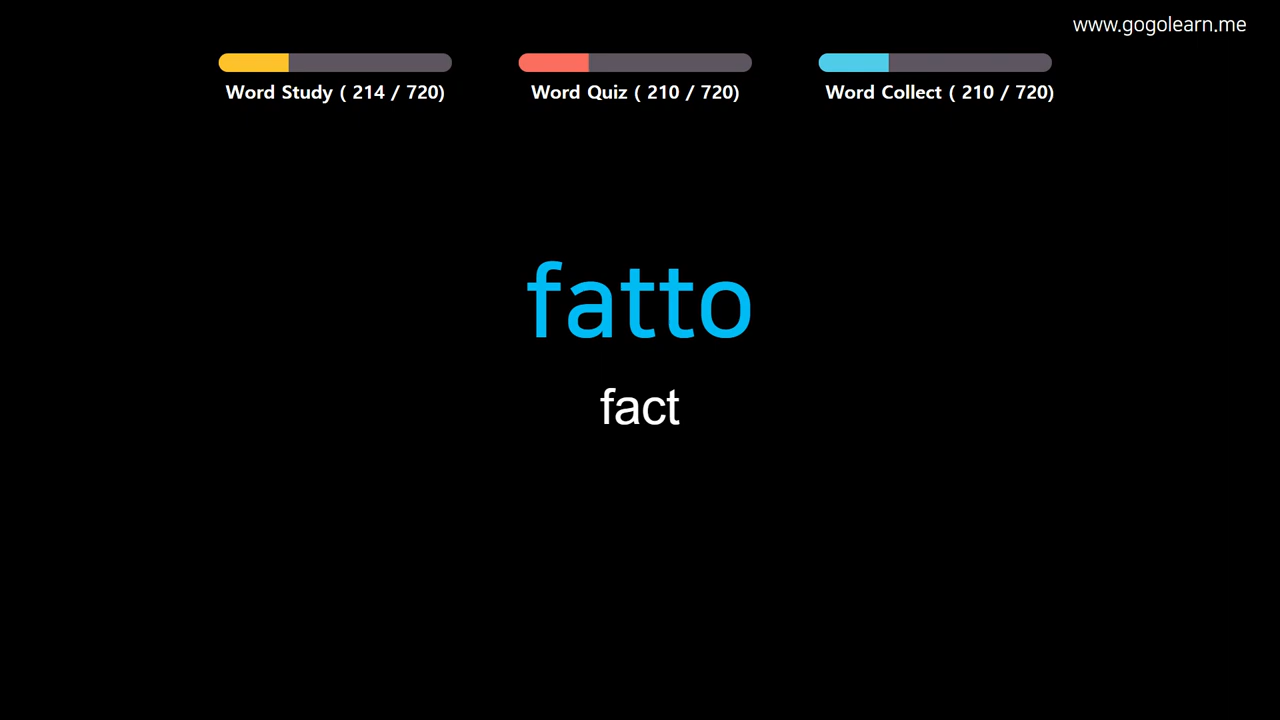 www.gogolearn.me
Word Study ( 214 / 720)
Word Quiz ( 210 / 720)
Word Collect ( 210 / 720)
fatto
fact